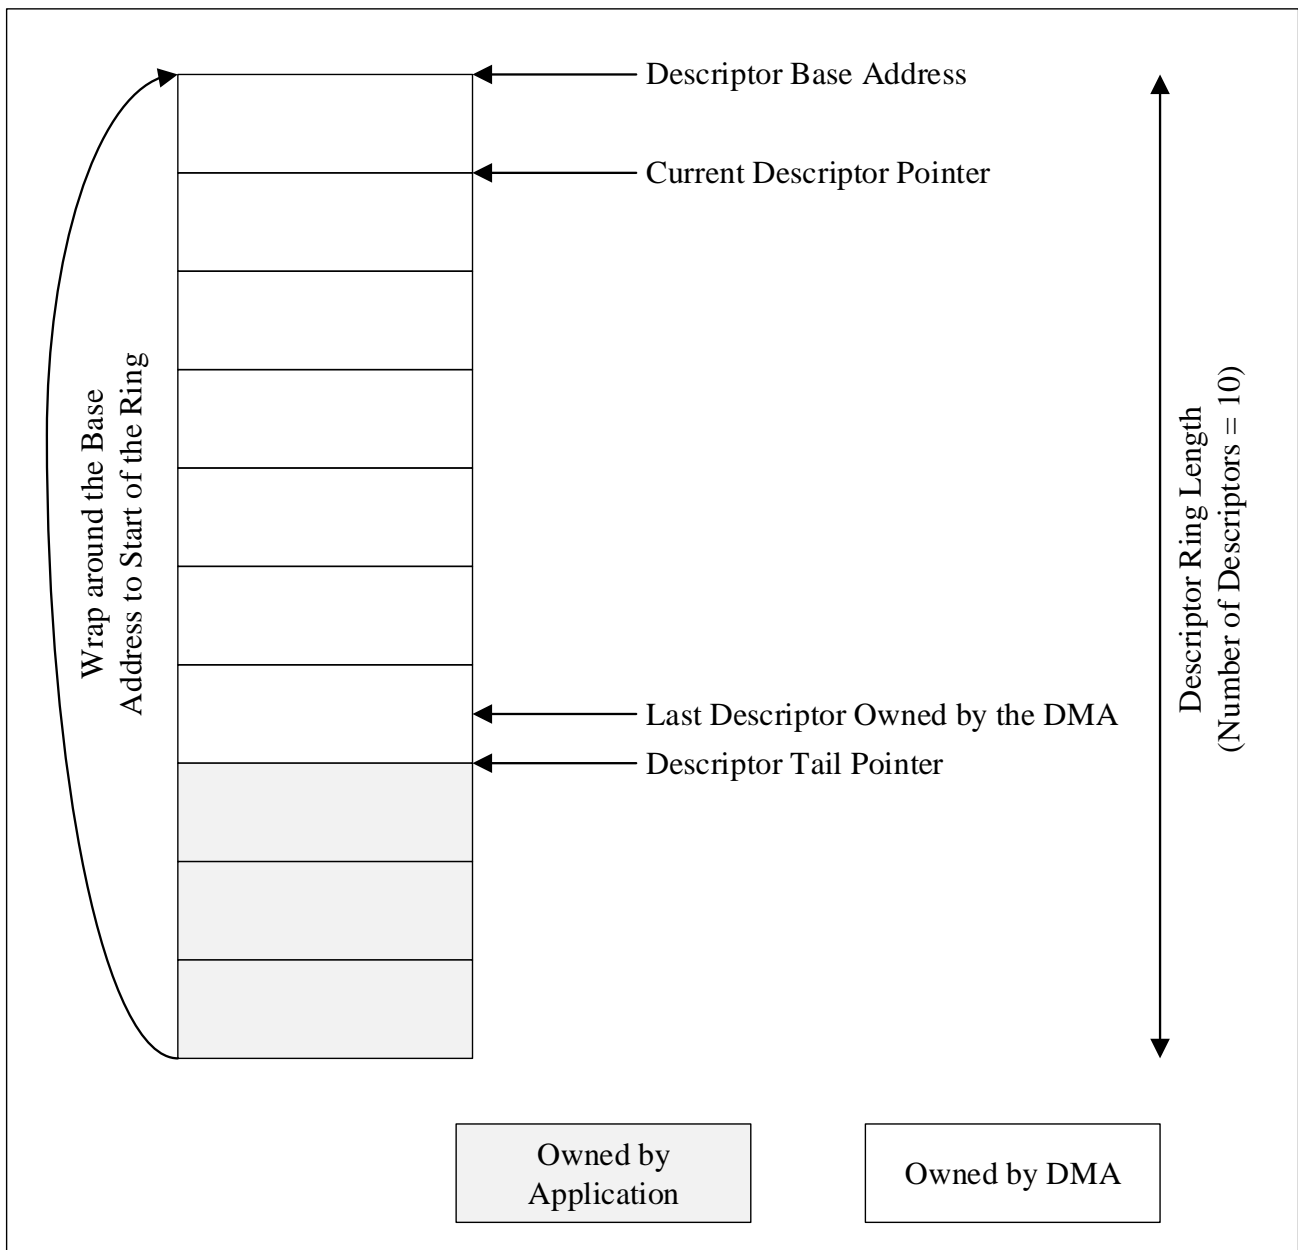 Descriptor Base Address
Current Descriptor Pointer
Wrap around the Base
Address to Start of the Ring
Descriptor Ring Length
(Number of Descriptors = 10)
Last Descriptor Owned by the DMA
Descriptor Tail Pointer
Owned by
Application
Owned by DMA